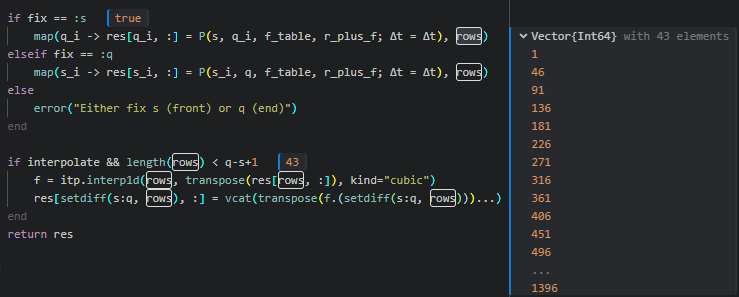 if fix == :s true
    map(q_i -> res[q_i, :] = P(s, q_i, f_table, r_plus_f; Δt = Δt), rows)
elseif fix == :q
    map(s_i -> res[s_i, :] = P(s_i, q, f_table, r_plus_f; Δt = Δt), rows)
else
    error("Either fix s (front) or q (end)")
end
if interpolate && length(rows) < q-s+1 43
    f = itp.interp1d(rows, transpose(res[rows, :]), kind="cubic")
    res[setdiff(s:q, rows), :] = vcat(transpose(f.(setdiff(s:q, rows)))...)
end
return res
Vector{Int64} with 43 elements
1
46
91
136
181
226
271
316
361
406
451
496
...
1396